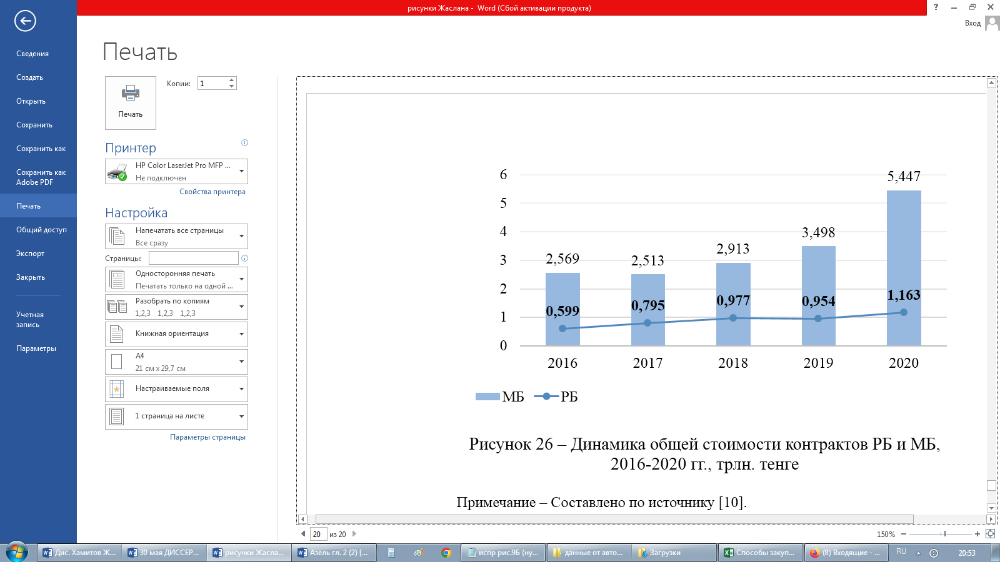 рисунки Жаслана - Word (Сбой активации продукта)
Вход
Сведения
Создать
Открыть
Сохранить
Сохранить как
Сохранить как
Adobe PDF
Печать
Общий доступ
Экспорт
Закрыть
Учетная
запись
Параметры
Печать
Печать
Копии: 1
Принтер
HP Color LaserJet Pro MFP ...
Не подключен
Свойства принтера
Настройка
Напечатать все страницы
Все сразу
Страницы:
Односторонняя печать
Печатать только на одной ...
Разобрать по копиям
1,2,3 1,2,3 1,2,3
Книжная ориентация
A4
21 см x 29,7 см
Настраиваемые поля
1 страница на листе
Параметры страницы
6
5
4
3
2
1
0
2,569
2,513
2,913
3,498
5,447
0,599
0,795
0,977
0,954
1,163
2016
2017
2018
2019
2020
МБ
РБ
Рисунок 26 – Динамика общей стоимости контрактов РБ и МБ,
2016-2020 гг., трлн. тенге
Примечание – Составлено по источнику [10].
20 из 20
150%
Дис. Хамитов Ж...
30 мая ДИССЕР...
рисунки Жасла...
Азель гл. 2 (2) [...
испр рис.9Б (ну...
данные от авто...
Загрузки
Способы закуп...
(8) Входящие - ...
RU
20:53